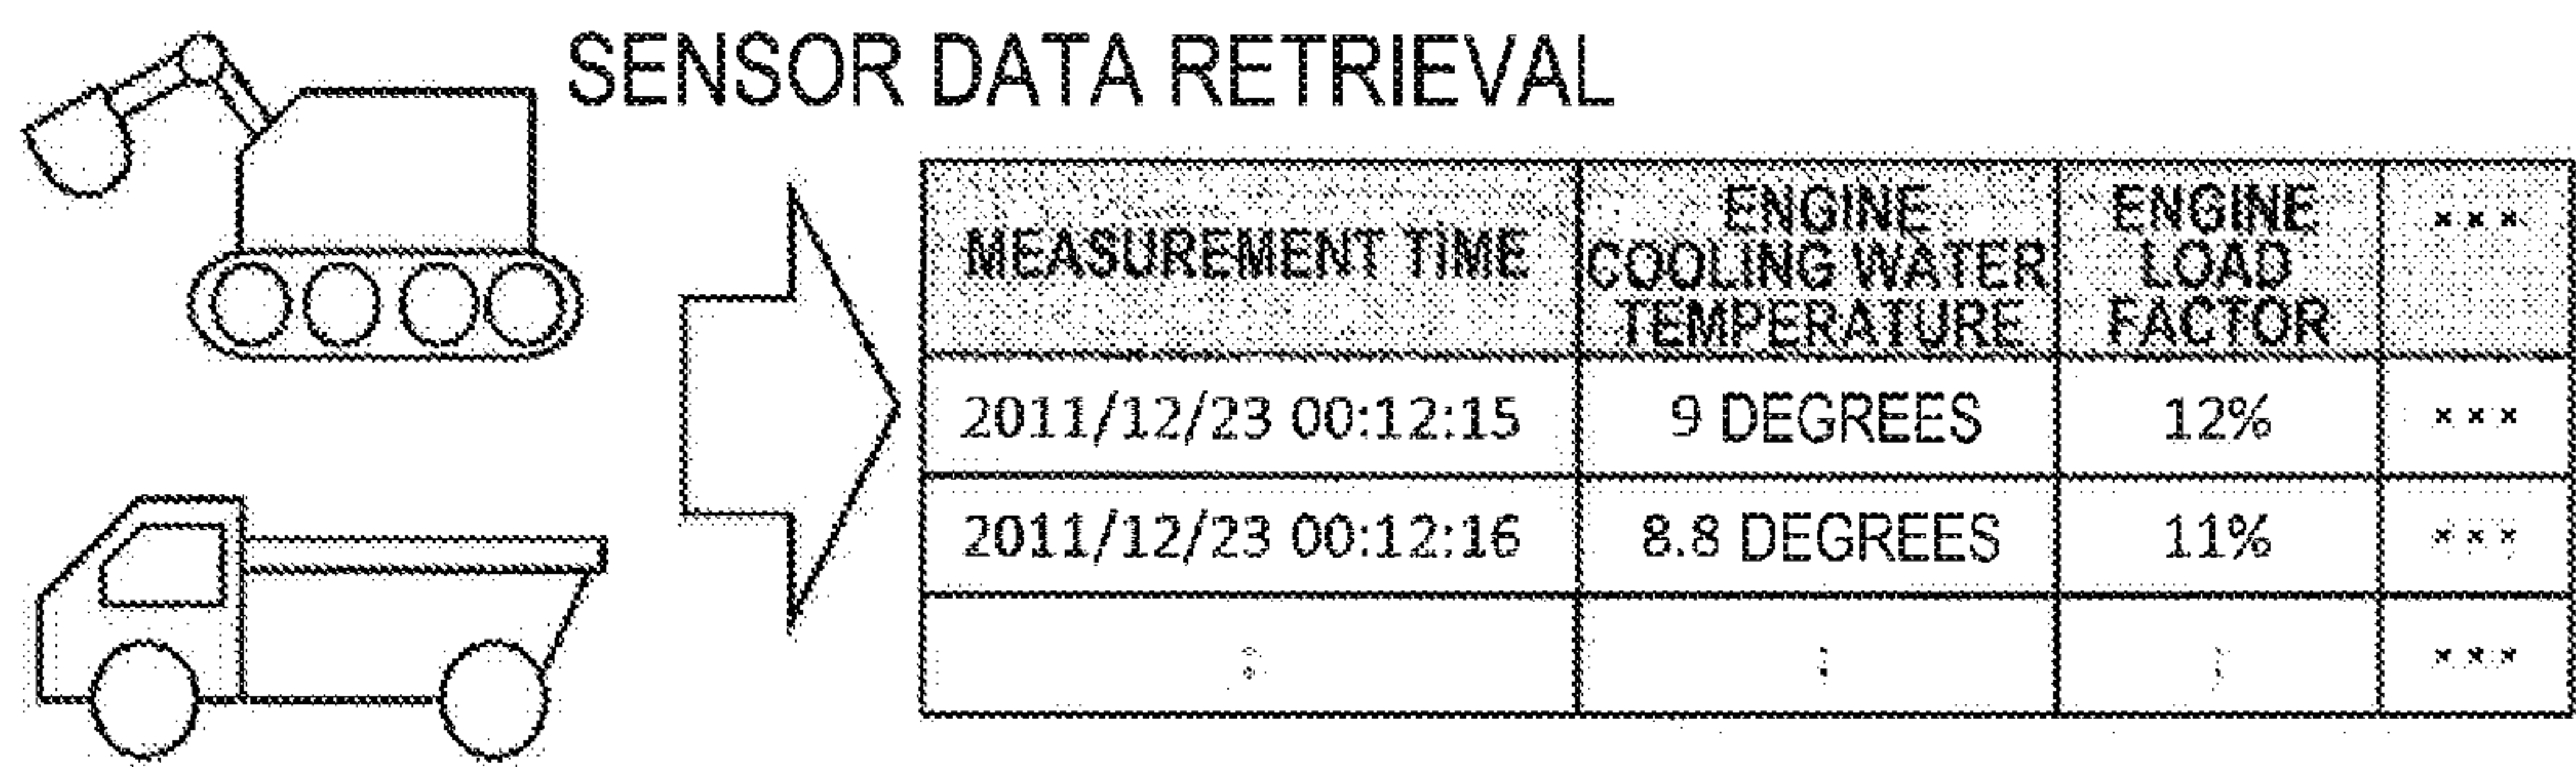 SENSOR DATA RETRIEVAL
MEASUREMENT TIME
ENGINE
COOLING WATER
TEMPERATURE
ENGINE
LOAD
FACTOR
2011/12/23 00:12:15
9 DEGREES
12%
2011/12/23 00:12:16
8.8 DEGREES
11%